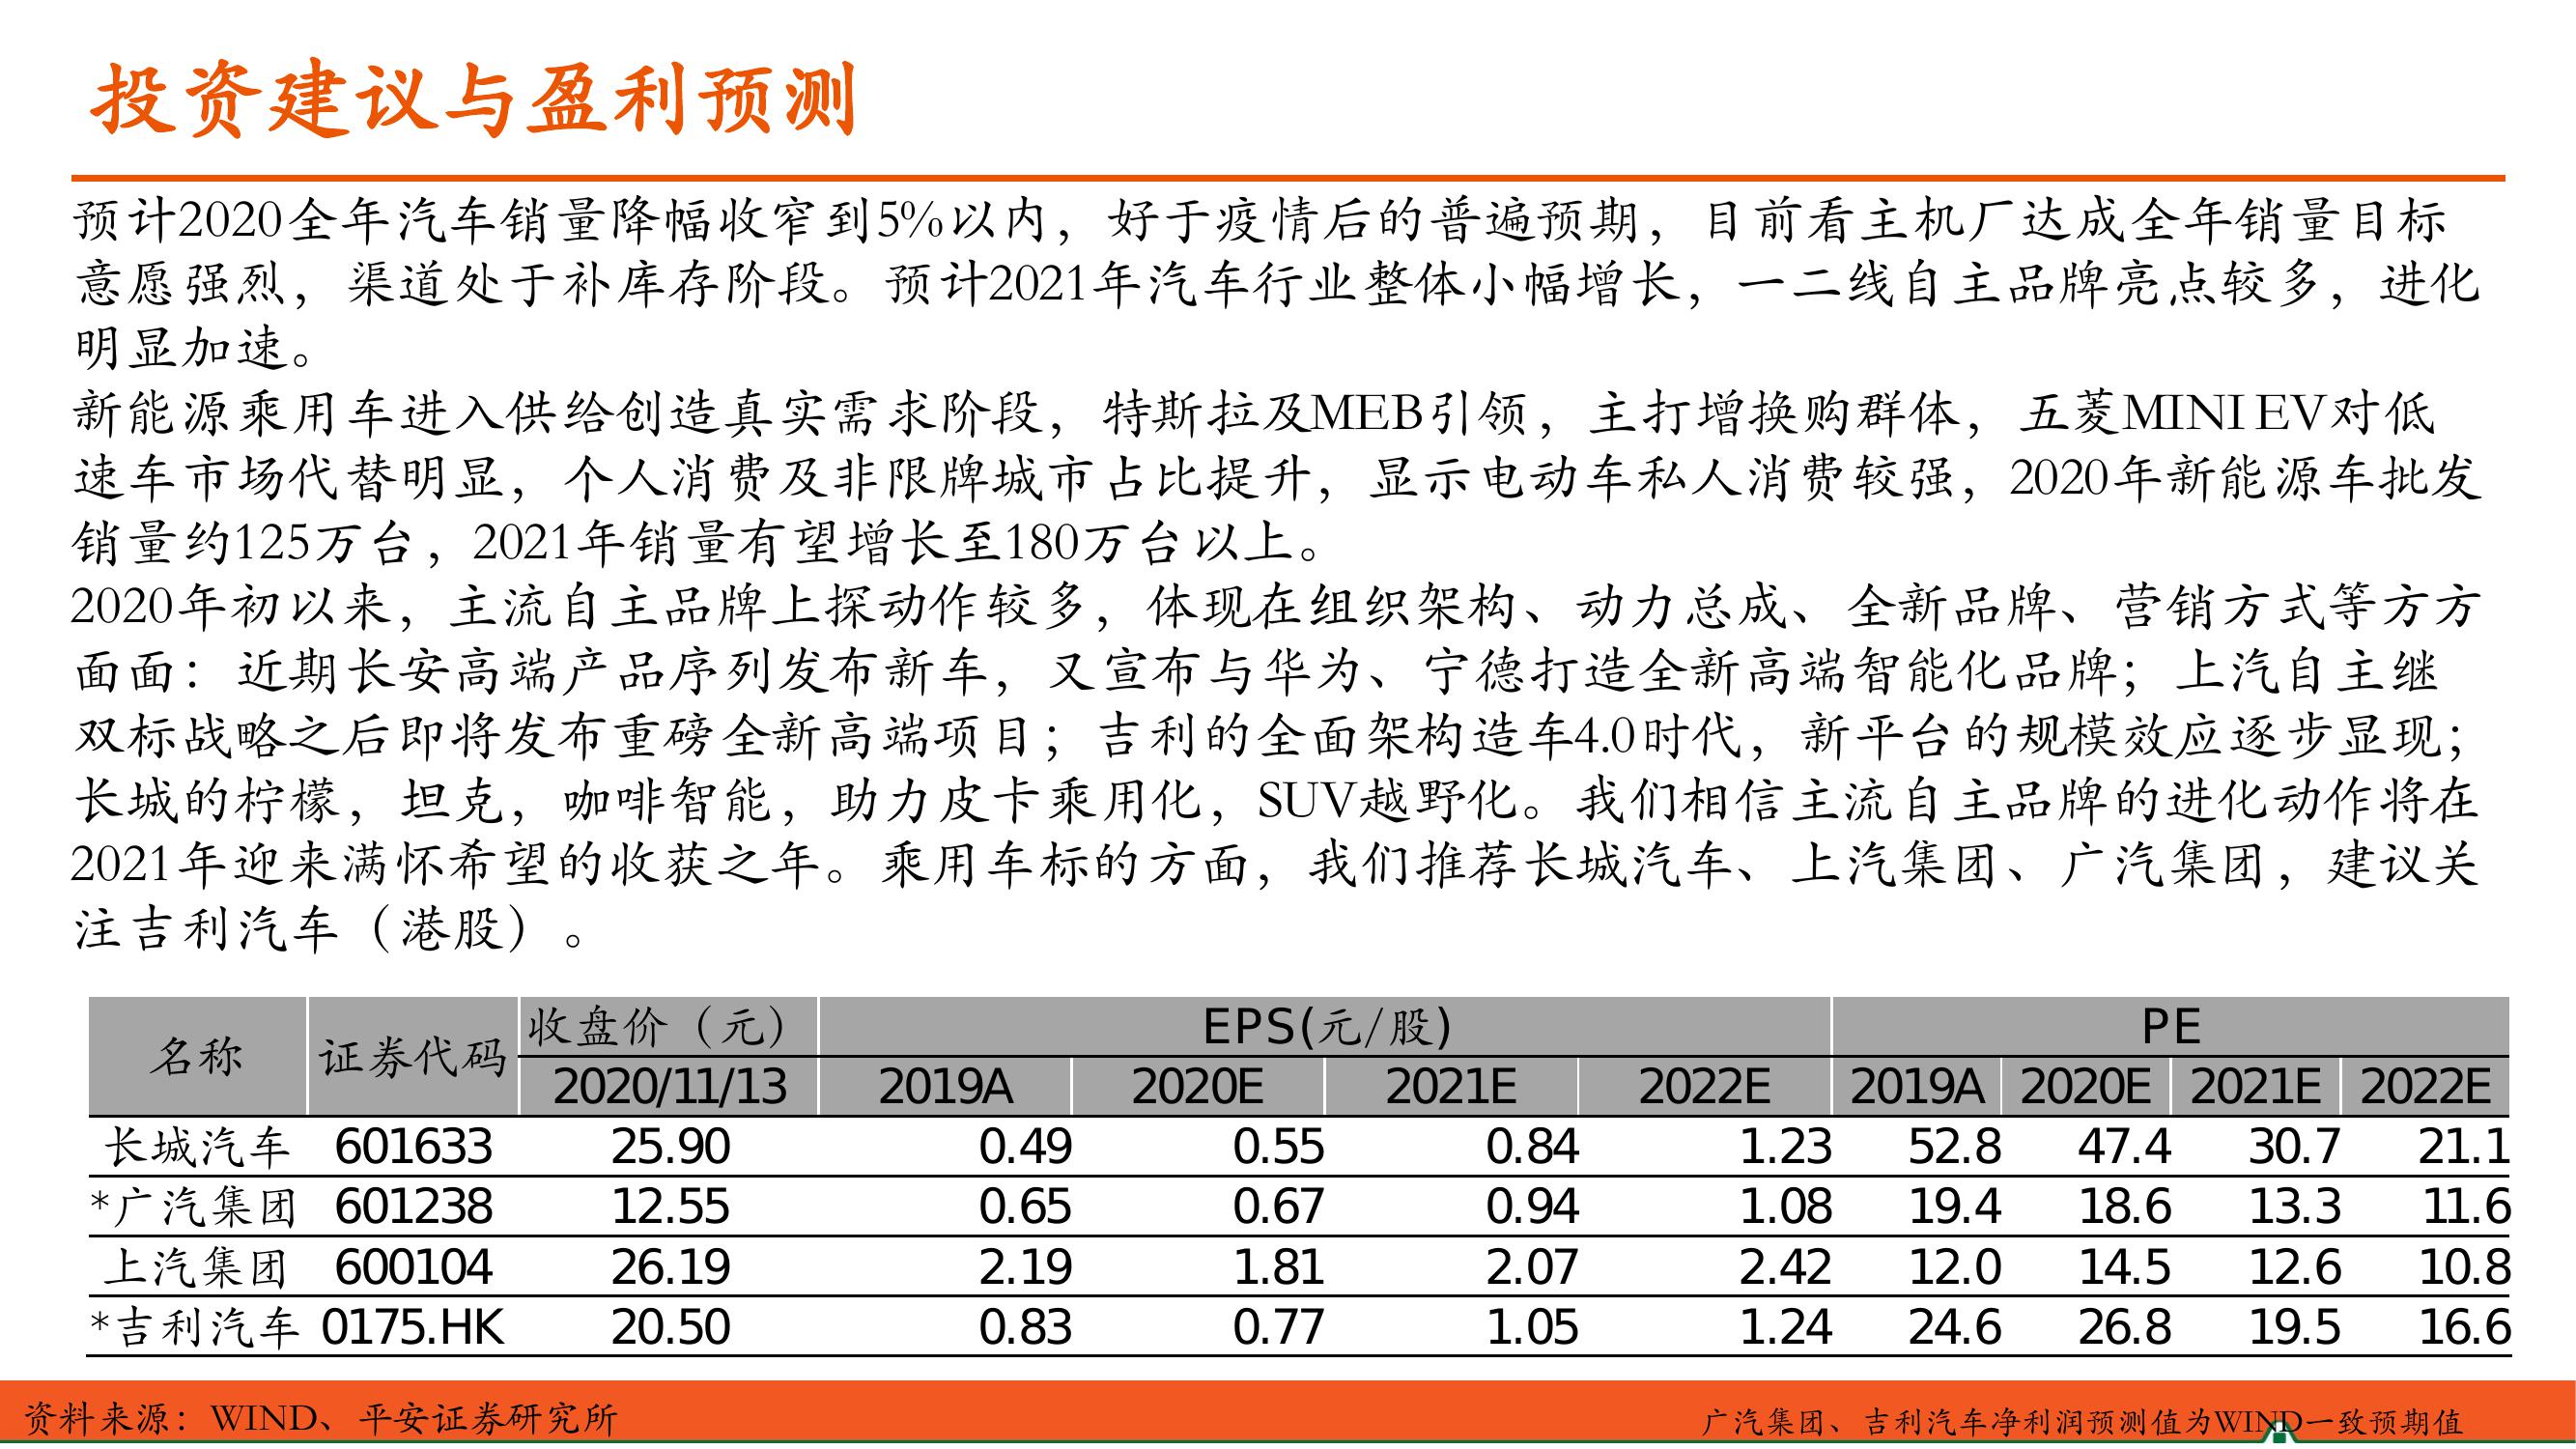 投资建议与盈利预测
预计2020全年汽车销量降幅收窄到5%以内，好于疫情后的普遍预期，目前看主机厂达成全年销量目标
意愿强烈，渠道处于补库存阶段。预计2021年汽车行业整体小幅增长，一二线自主品牌亮点较多，进化
明显加速。
新能源乘用车进入供给创造真实需求阶段，特斯拉及MEB引领，主打增换购群体，五菱MINI EV对低
速车市场代替明显，个人消费及非限牌城市占比提升，显示电动车私人消费较强，2020年新能源车批发
销量约125万台，2021年销量有望增长至180万台以上。
2020年初以来，主流自主品牌上探动作较多，体现在组织架构、动力总成、全新品牌、营销方式等方方
面面：近期长安高端产品序列发布新车，又宣布与华为、宁德打造全新高端智能化品牌；上汽自主继
双标战略之后即将发布重磅全新高端项目；吉利的全面架构造车4.0时代，新平台的规模效应逐步显现；
长城的柠檬，坦克，咖啡智能，助力皮卡乘用化，SUV越野化。我们相信主流自主品牌的进化动作将在
2021年迎来满怀希望的收获之年。乘用车标的方面，我们推荐长城汽车、上汽集团、广汽集团，建议关
注吉利汽车（港股）。
名称 证券代码 收盘价（元） EPS(元/股) PE
2020/11/13 2019A 2020E 2021E 2022E 2019A 2020E 2021E 2022E
长城汽车 601633 25.90 0.49 0.55 0.84 1.23 52.8 47.4 30.7 21.1
*广汽集团 601238 12.55 0.65 0.67 0.94 1.08 19.4 18.6 13.3 11.6
上汽集团 600104 26.19 2.19 1.81 2.07 2.42 12.0 14.5 12.6 10.8
*吉利汽车 0175.HK 20.50 0.83 0.77 1.05 1.24 24.6 26.8 19.5 16.6
资料来源：WIND、平安证券研究所
广汽集团、吉利汽车净利润预测值为WIND一致预期值